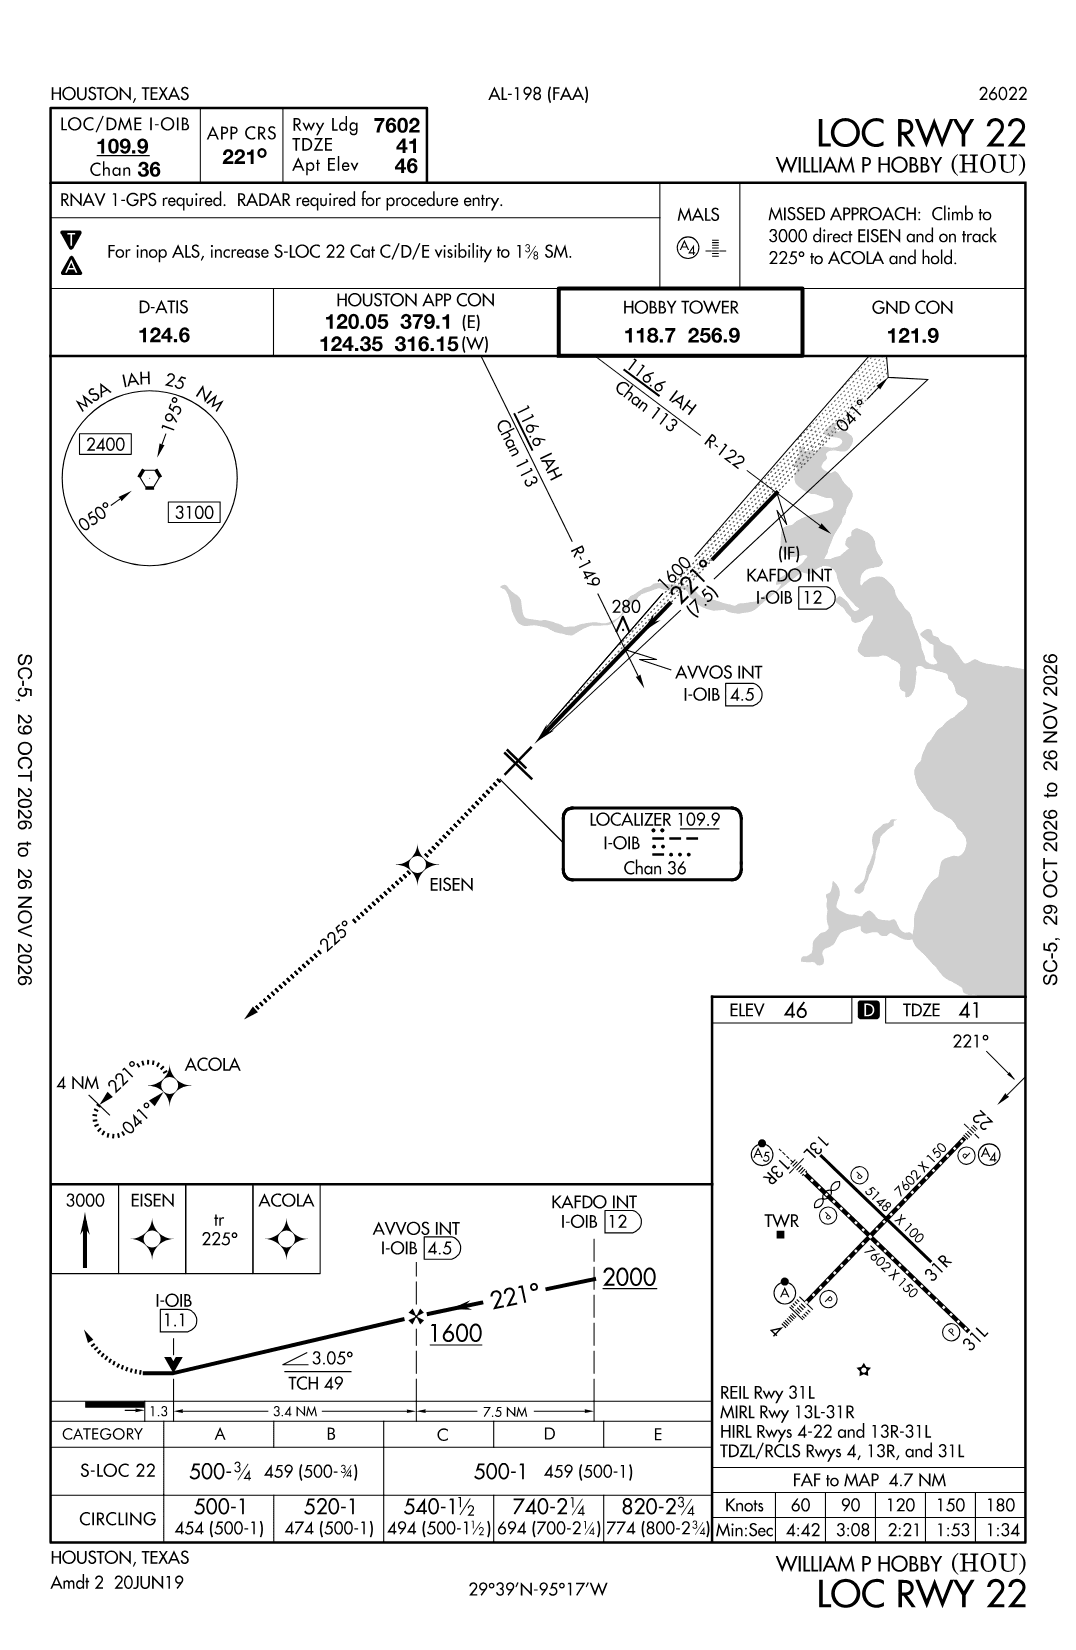 HOUSTON, TEXAS
AL-198 (FAA)
26022
LOC/DME I-OIB
109.9
Chan 36
APP CRS
221°
Rwy Ldg 7602
TDZE 41
Apt Elev 46
LOC RWY 22
WILLIAM P HOBBY (HOU)
RNAV 1-GPS required. RADAR required for procedure entry.
T
A
For inop ALS, increase S-LOC 22 Cat C/D/E visibility to 1⅜ SM.
MALS
A4
MISSED APPROACH: Climb to
3000 direct EISEN and on track
225° to ACOLA and hold.
D-ATIS
124.6
HOUSTON APP CON
120.05 379.1 (E)
124.35 316.15 (W)
HOBBY TOWER
118.7 256.9
GND CON
121.9
MSA IAH 25 NM
195°
2400
050°
3100
116.6 IAH
Chan 113
R-149
116.6 IAH
Chan 113
R-122
041°
1600
221°
(7.5)
280
(IF)
KAFDO INT
I-OIB 12
AVVOS INT
I-OIB 4.5
LOCALIZER 109.9
I-OIB
Chan 36
EISEN
225°
ACOLA
4 NM
221°
041°
SC-5, 29 OCT 2026 to 26 NOV 2026
SC-5, 29 OCT 2026 to 26 NOV 2026
ELEV 46
D
TDZE 41
221°
22
A5
13R
13L
P
A4
7602 X 150
P
5148 X 100
P
TWR
31R
7602 X 150
A
P
4
P
31L
REIL Rwy 31L
MIRL Rwy 13L-31R
HIRL Rwys 4-22 and 13R-31L
TDZL/RCLS Rwys 4, 13R, and 31L
FAF to MAP 4.7 NM
Knots 60 90 120 150 180
Min:Sec 4:42 3:08 2:21 1:53 1:34
3000
EISEN
tr
225°
ACOLA
KAFDO INT
I-OIB 12
AVVOS INT
I-OIB 4.5
221°
2000
1600
I-OIB
1.1
3.05°
TCH 49
1.3
3.4 NM
7.5 NM
CATEGORY A B C D E
S-LOC 22 500-¾ 459 (500-¾) 500-1 459 (500-1)
CIRCLING 500-1 520-1 540-1½ 740-2¼ 820-2¾
454 (500-1) 474 (500-1) 494 (500-1½) 694 (700-2¼) 774 (800-2¾)
HOUSTON, TEXAS
Amdt 2 20JUN19
29°39'N-95°17'W
WILLIAM P HOBBY (HOU)
LOC RWY 22